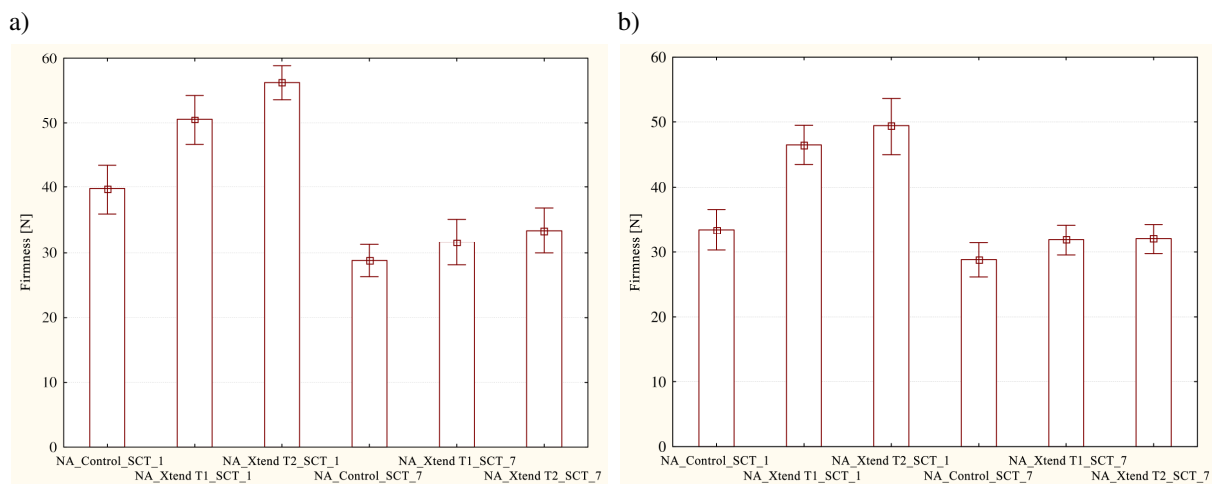 a)
60
50
40
30
20
10
0
Firmness [N]
NA_Control_SCT_1
NA_Xtend T2_SCT_1
NA_Xtend T1_SCT_7
NA_Xtend T1_SCT_1
NA_Control_SCT_7
NA_Xtend T2_SCT_7
b)
60
50
40
30
20
10
0
Firmness [N]
NA_Control_SCT_1
NA_Xtend T2_SCT_1
NA_Xtend T1_SCT_7
NA_Xtend T1_SCT_1
NA_Control_SCT_7
NA_Xtend T2_SCT_7